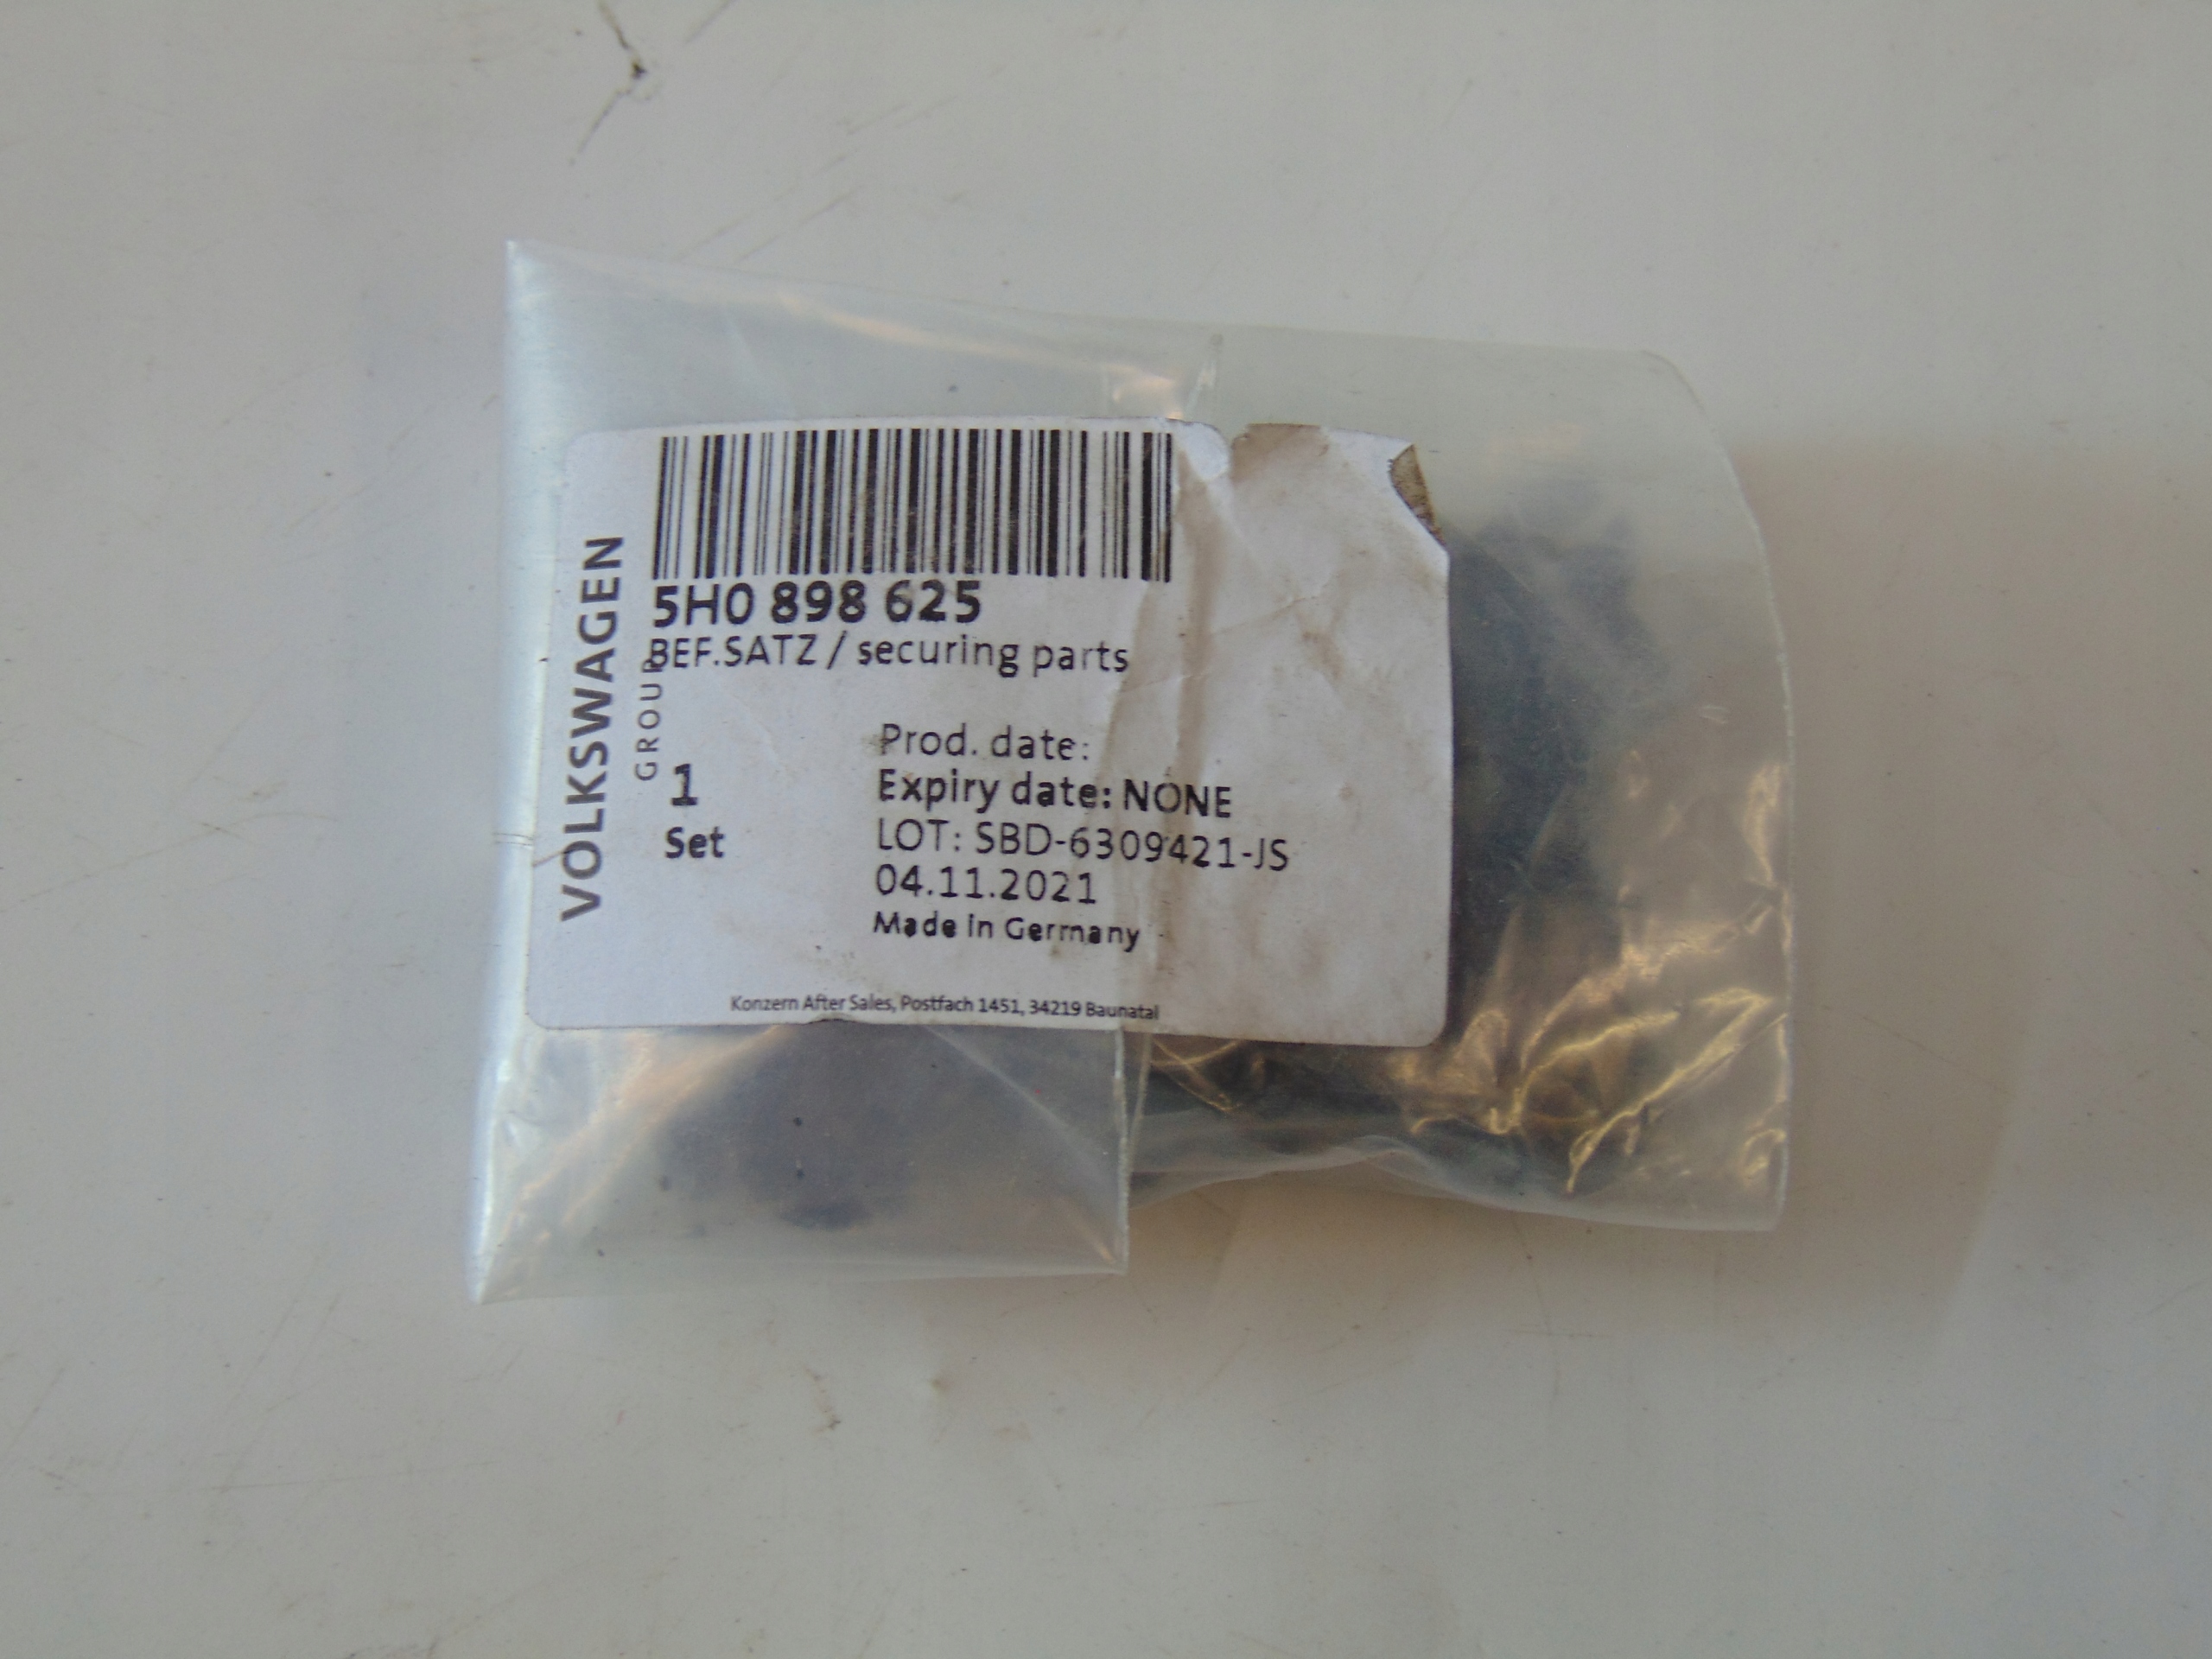 VOLKSWAGEN
GROUP
5H0 898 625
BEF.SATZ / securing parts
1
Set
Prod. date:
Expiry date: NONE
LOT: SBD-6309421-JS
04.11.2021
Made in Germany
Konzern After Sales, Postfach 1451, 34219 Baunatal